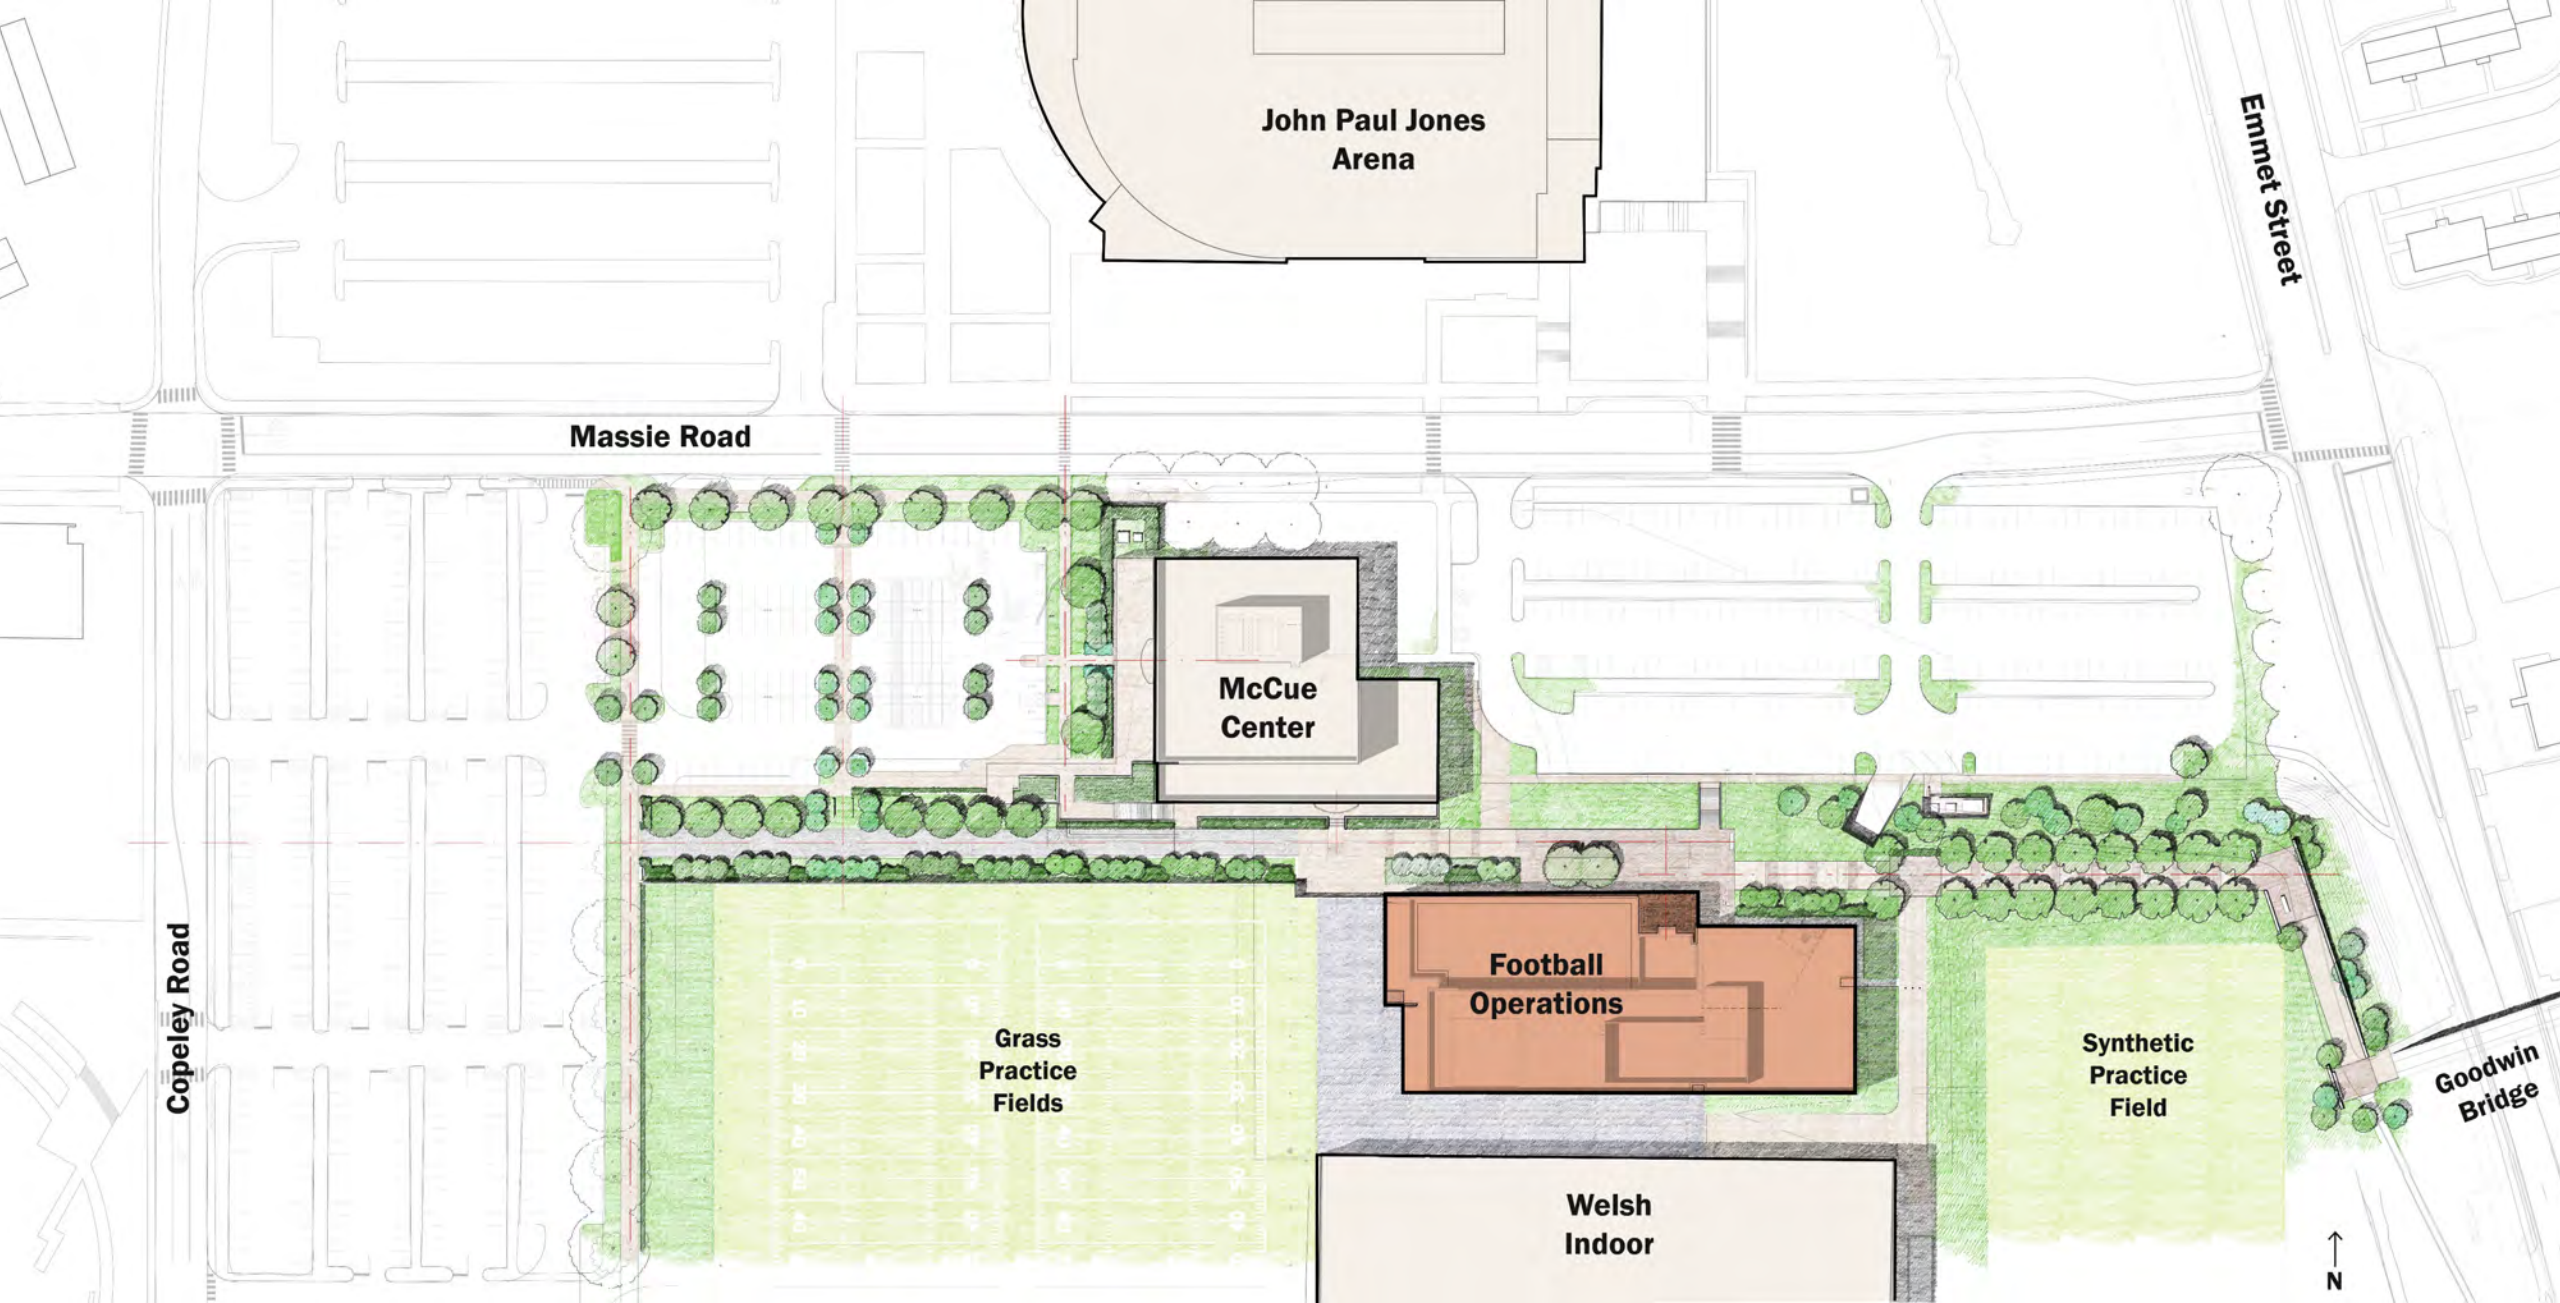 John Paul Jones
Arena
Emmet Street
Massie Road
McCue
Center
Copeley Road
Football
Operations
Grass
Practice
Fields
Synthetic
Practice
Field
Goodwin
Bridge
Welsh
Indoor
N